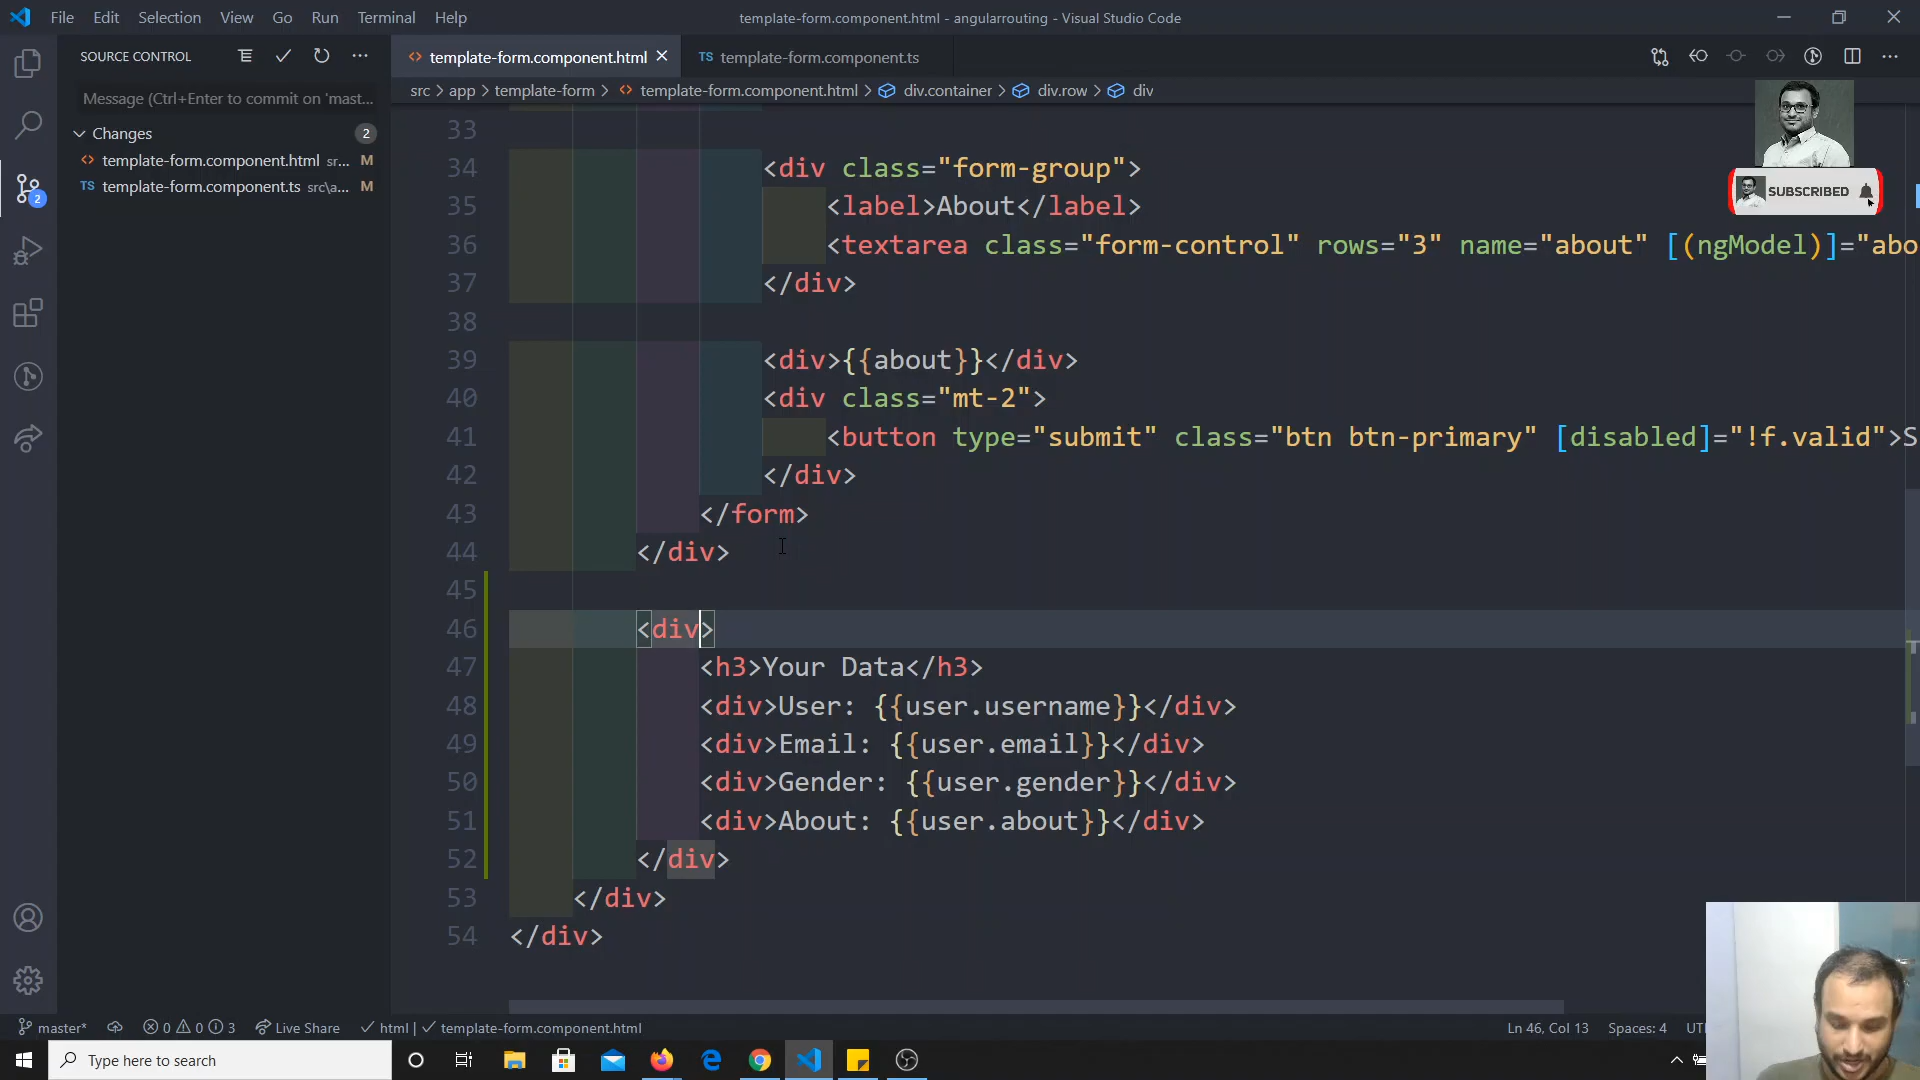 File Edit Selection View Go Run Terminal Help
template-form.component.html - angularrouting - Visual Studio Code
SOURCE CONTROL
Message (Ctrl+Enter to commit on 'mast...
Changes 2
template-form.component.html sr... M
TS template-form.component.ts src\a... M
template-form.component.html
TS template-form.component.ts
src > app > template-form > template-form.component.html > div.container > div.row > div
33
34 <div class="form-group">
35 <label>About</label>
36 <textarea class="form-control" rows="3" name="about" [(ngModel)]="abo
37 </div>
38
39 <div>{{about}}</div>
40 <div class="mt-2">
41 <button type="submit" class="btn btn-primary" [disabled]="!f.valid">S
42 </div>
43 </form>
44 </div>
45
46 <div>
47 <h3>Your Data</h3>
48 <div>User: {{user.username}}</div>
49 <div>Email: {{user.email}}</div>
50 <div>Gender: {{user.gender}}</div>
51 <div>About: {{user.about}}</div>
52 </div>
53 </div>
54 </div>
SUBSCRIBED
2
master* 0 0 3 Live Share html | template-form.component.html
Ln 46, Col 13 Spaces: 4 UT
Type here to search